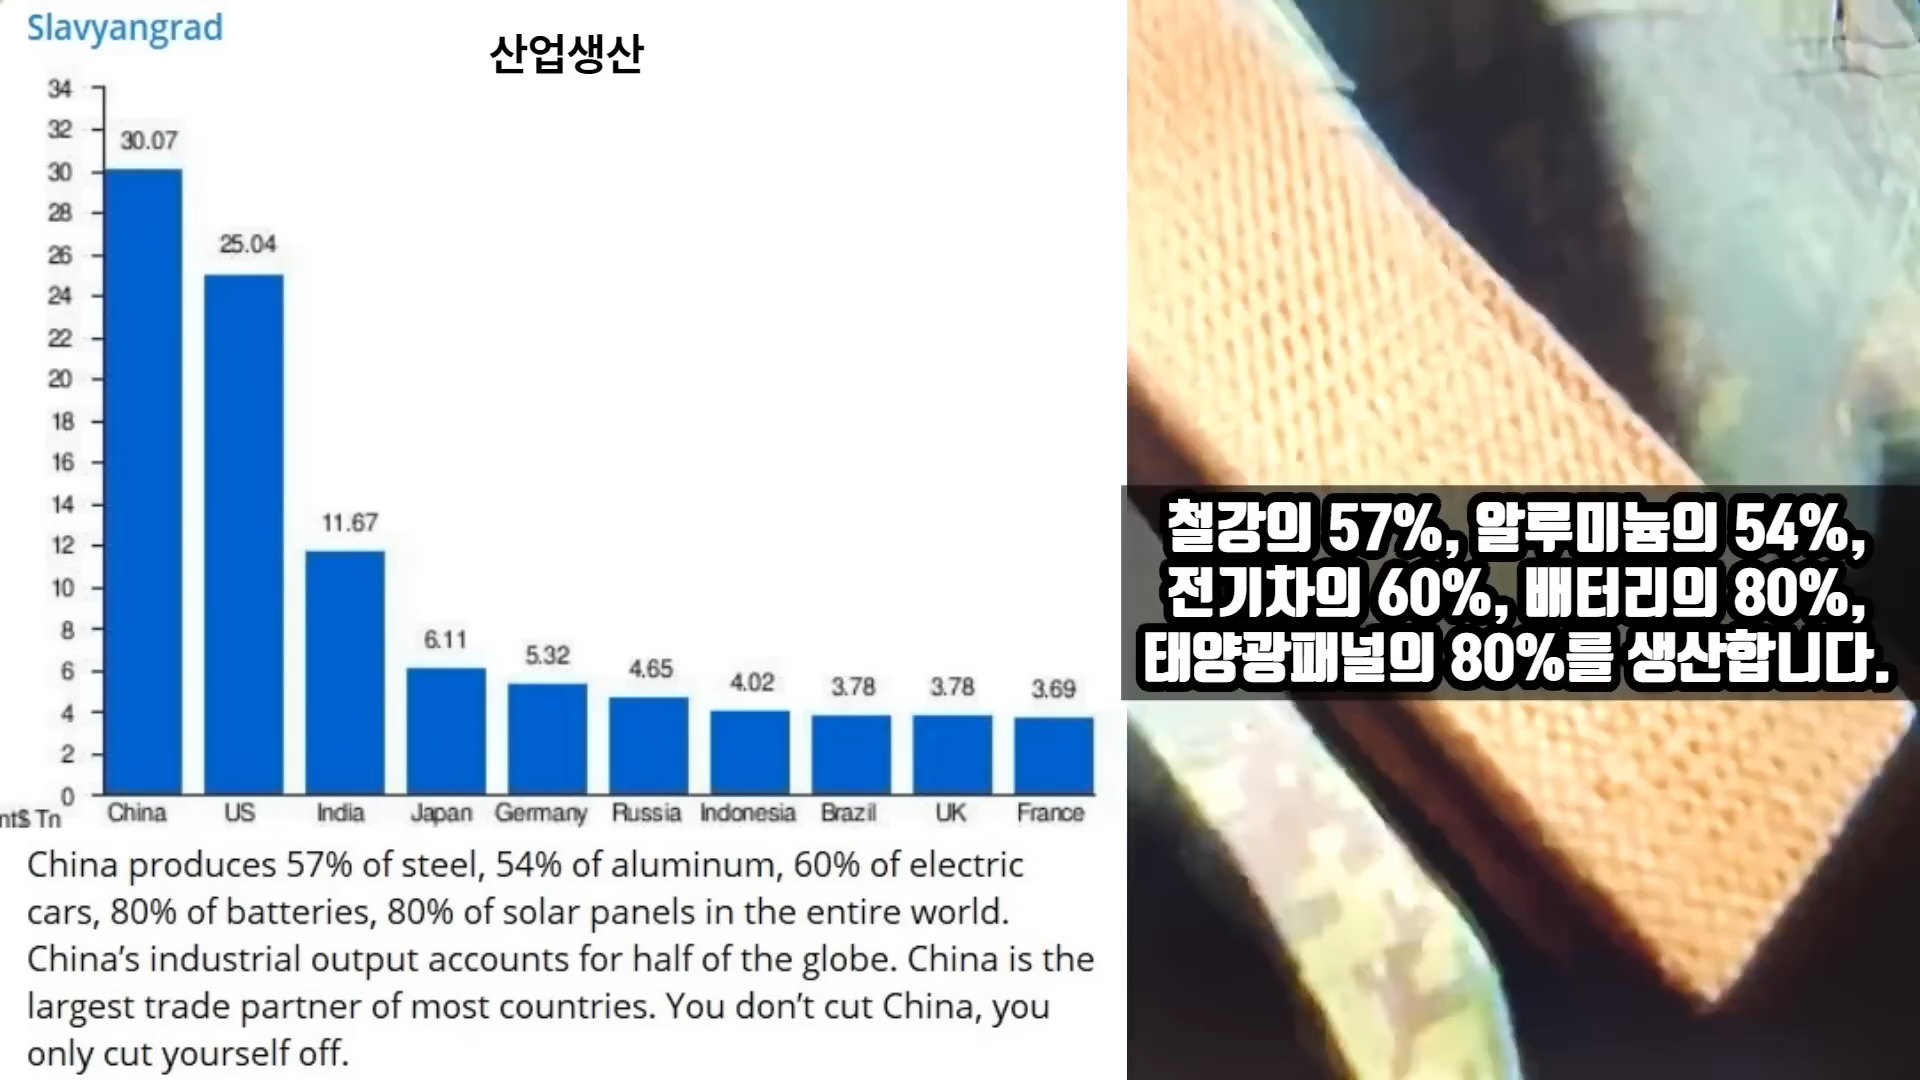 Slavyangrad
산업생산
34
32
30
28
26
24
22
20
18
16
14
12
10
8
6
4
2
0
30.07
25.04
11.67
6.11
5.32
4.65
4.02
3.78
3.78
3.69
nt$ Tn
China US India Japan Germany Russia Indonesia Brazil UK France
China produces 57% of steel, 54% of aluminum, 60% of electric
cars, 80% of batteries, 80% of solar panels in the entire world.
China's industrial output accounts for half of the globe. China is the
largest trade partner of most countries. You don't cut China, you
only cut yourself off.
철강의 57%, 알루미늄의 54%,
전기차의 60%, 배터리의 80%,
태양광패널의 80%를 생산합니다.